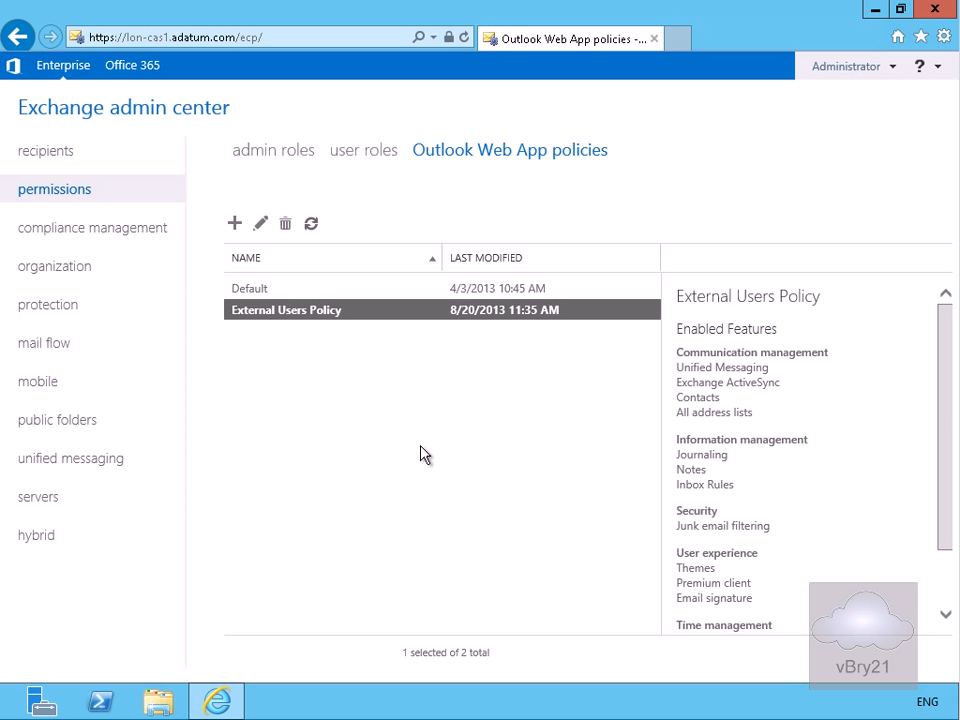 https://lon-cas1.adatum.com/ecp/
Outlook Web App policies -...
Enterprise Office 365
Administrator ?
Exchange admin center
recipients
permissions
compliance management
organization
protection
mail flow
mobile
public folders
unified messaging
servers
hybrid
admin roles user roles Outlook Web App policies
NAME LAST MODIFIED
Default 4/3/2013 10:45 AM
External Users Policy 8/20/2013 11:35 AM
1 selected of 2 total
External Users Policy
Enabled Features
Communication management
Unified Messaging
Exchange ActiveSync
Contacts
All address lists
Information management
Journaling
Notes
Inbox Rules
Security
Junk email filtering
User experience
Themes
Premium client
Email signature
Time management
vBry21
ENG